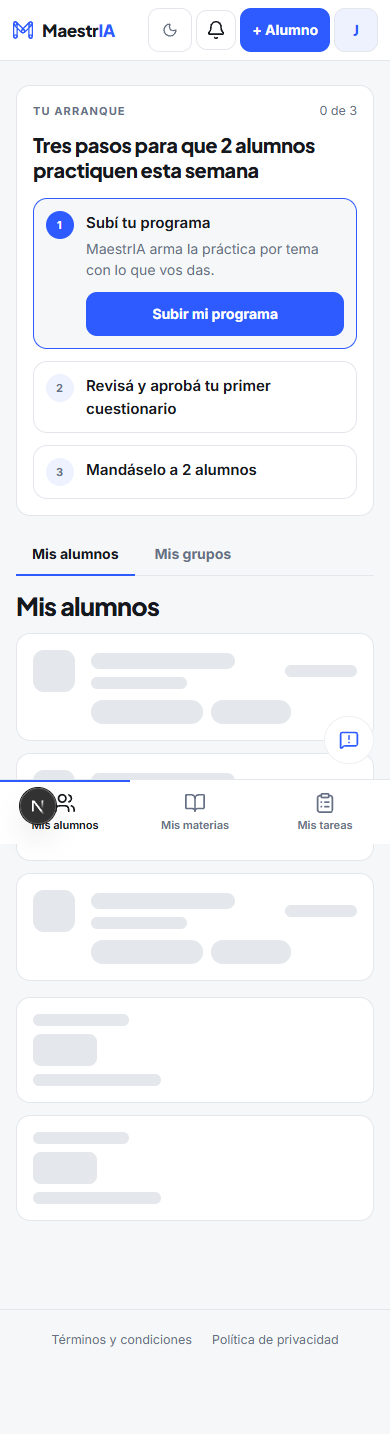 MaestrIA
+ Alumno
J
TU ARRANQUE
0 de 3
Tres pasos para que 2 alumnos
practiquen esta semana
1
Subí tu programa
MaestrIA arma la práctica por tema
con lo que vos das.
Subir mi programa
2
Revisá y aprobá tu primer
cuestionario
3
Mandáselo a 2 alumnos
Mis alumnos
Mis grupos
Mis alumnos
N
Mis alumnos
Mis materias
Mis tareas
Términos y condiciones
Política de privacidad